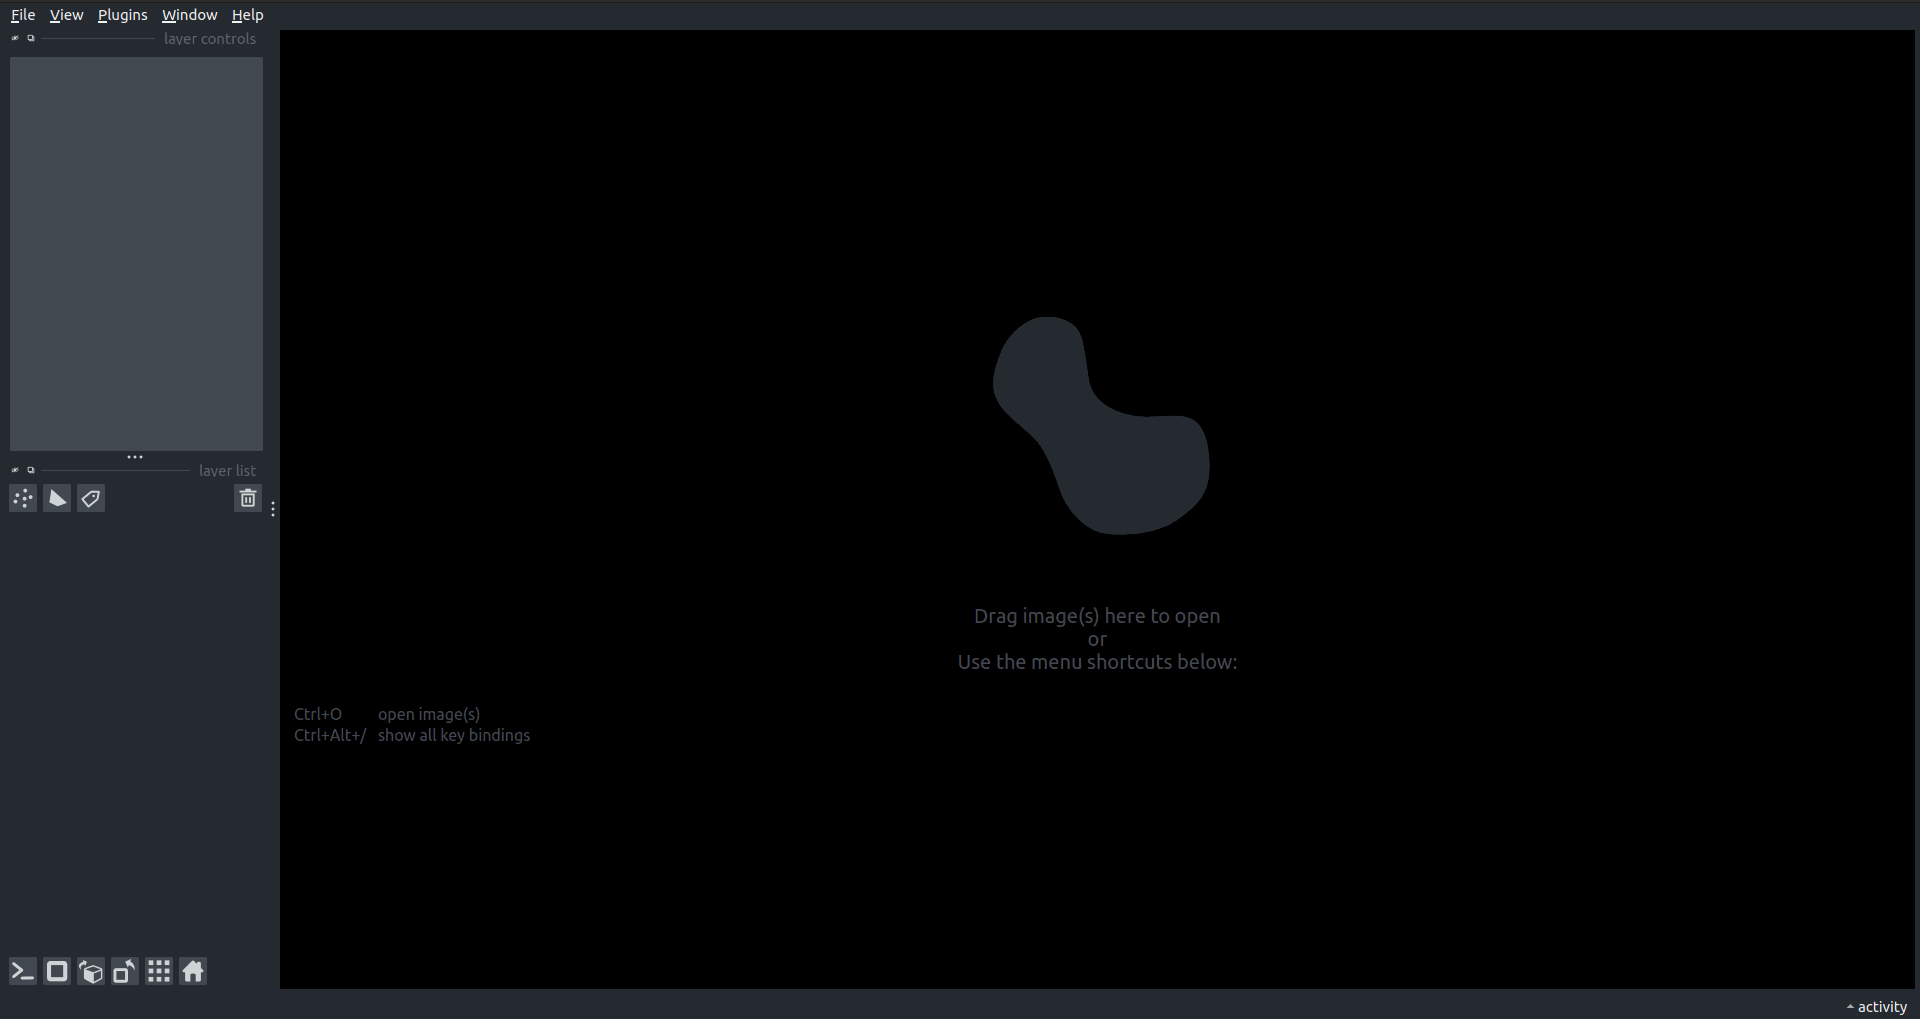 File View Plugins Window Help
layer controls
layer list
Drag image(s) here to open
or
Use the menu shortcuts below:
Ctrl+O open image(s)
Ctrl+Alt+/ show all key bindings
activity